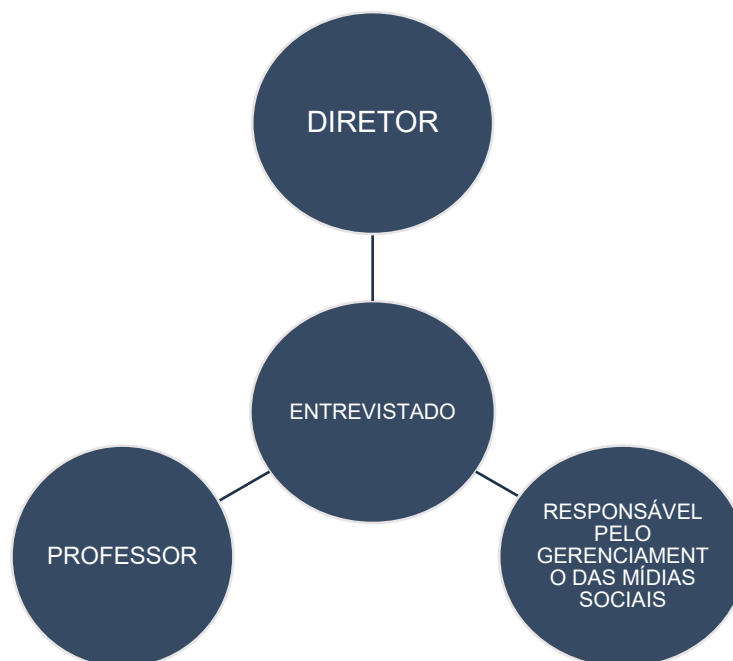 DIRETOR
ENTREVISTADO
PROFESSOR
RESPONSÁVEL
PELO
GERENCIAMENT
O DAS MÍDIAS
SOCIAIS